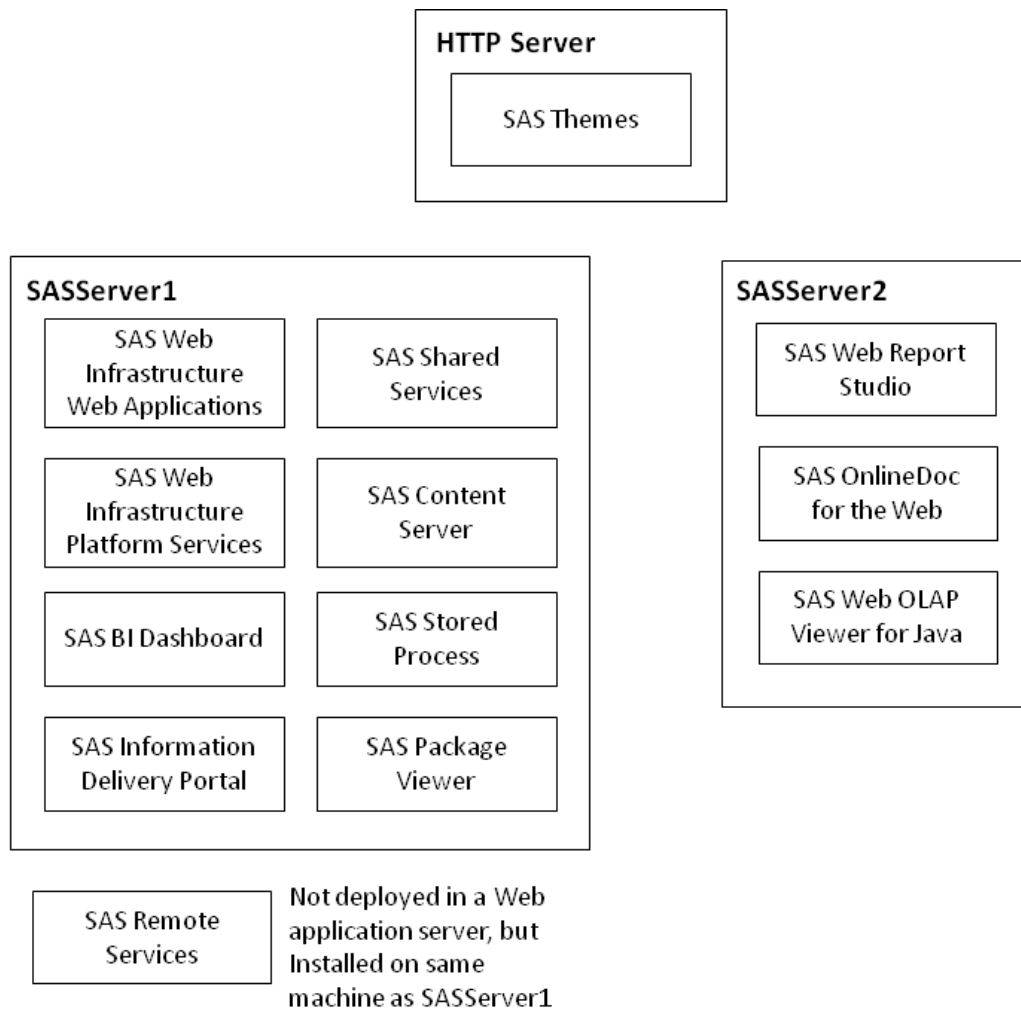 HTTP Server
SAS Themes
SASServer1
SAS Web
Infrastructure
Web Applications
SAS Shared
Services
SAS Web
Infrastructure
Platform Services
SAS Content
Server
SAS BI Dashboard
SAS Stored
Process
SAS Information
Delivery Portal
SAS Package
Viewer
SASServer2
SAS Web Report
Studio
SAS OnlineDoc
for the Web
SAS Web OLAP
Viewer for Java
SAS Remote
Services
Not deployed in a Web
application server, but
Installed on same
machine as SASServer1